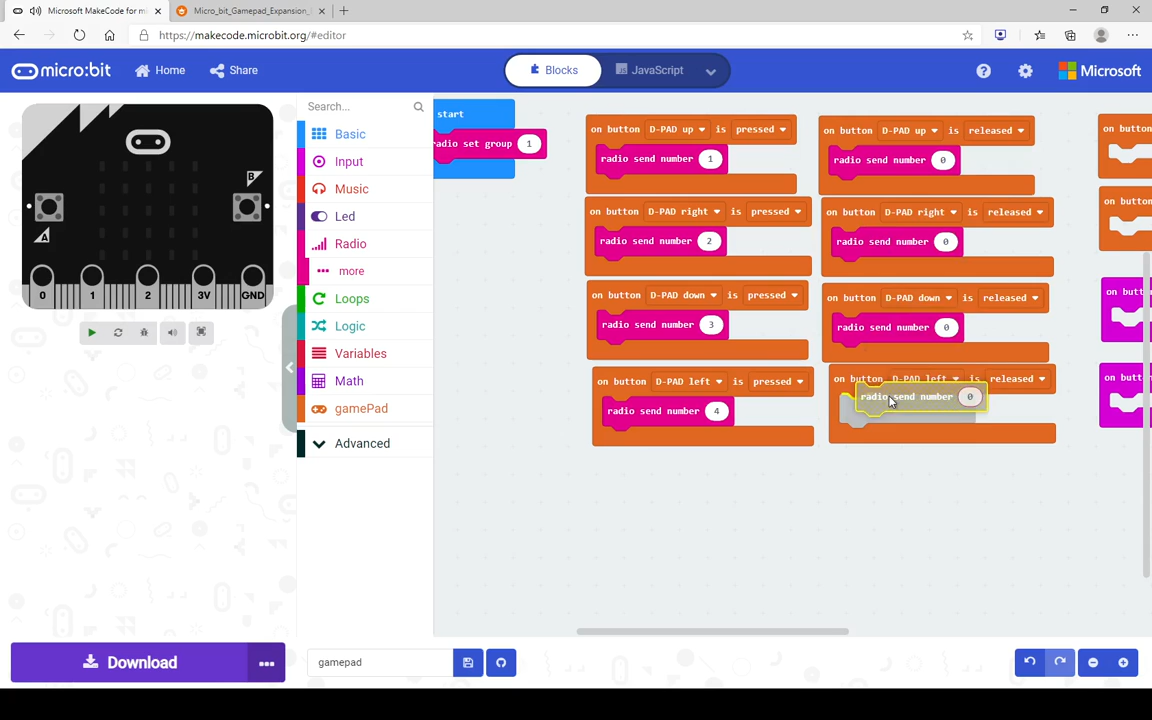 Microsoft MakeCode for m
Micro_bit_Gamepad_Expansion_
https://makecode.microbit.org/#editor
micro:bit
Home
Share
Blocks
JavaScript
Microsoft
Search...
Basic
Input
Music
Led
Radio
more
Loops
Logic
Variables
Math
gamePad
Advanced
A
B
0
1
2
3V
GND
start
radio set group 1
on button D-PAD up is pressed
radio send number 1
on button D-PAD right is pressed
radio send number 2
on button D-PAD down is pressed
radio send number 3
on button D-PAD left is pressed
radio send number 4
on button D-PAD up is released
radio send number 0
on button D-PAD right is released
radio send number 0
on button D-PAD down is released
radio send number 0
on button D-PAD left is released
radio send number 0
on button
on button
on butt
on butt
Download
gamepad